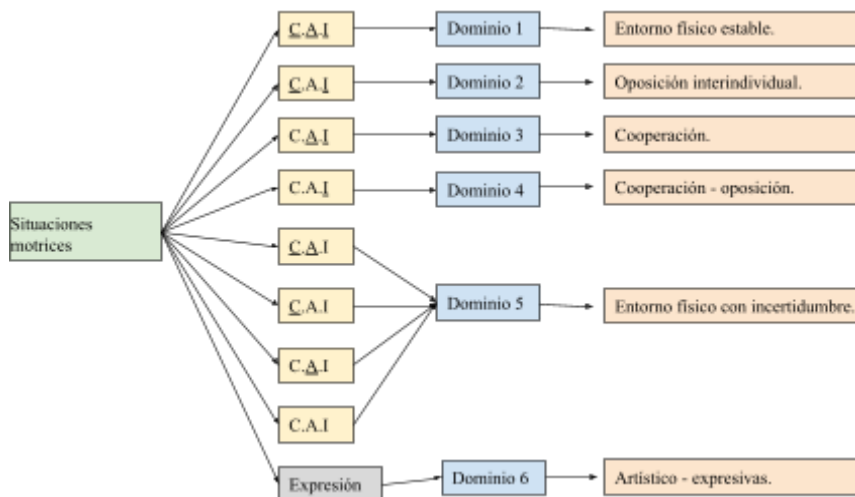 C.A.I
Dominio 1
Entorno físico estable.
C.A.I
Dominio 2
Oposición interindividual.
C.A.I
Dominio 3
Cooperación.
C.A.I
Dominio 4
Cooperación - oposición.
Situaciones
motrices
C.A.I
C.A.I
Dominio 5
Entorno físico con incertidumbre.
C.A.I
C.A.I
Expresión
Dominio 6
Artístico - expresivas.